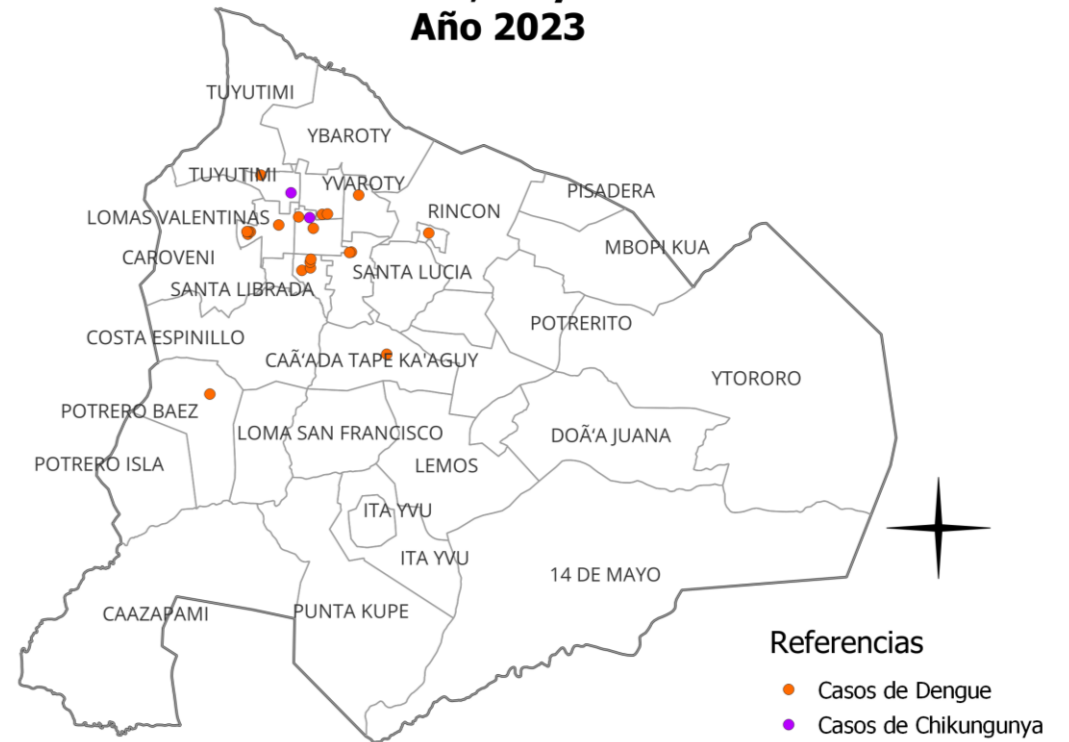 Año 2023
TUYUTIMI
YBAROTY
TUYUTIMI
YVAROTY
PISADERA
LOMAS VALENTINAS
RINCON
MBOPI KUA
CAROVENI
SANTA LUCIA
SANTA LIBRADA
POTRERITO
COSTA ESPINILLO
CAÃ'ADA TAPE KA'AGUY
YTORORO
POTRERO BAEZ
LOMA SAN FRANCISCO
DOÃ'A JUANA
POTRERO ISLA
LEMOS
ITA YVU
ITA YVU
14 DE MAYO
CAAZAPAMI
PUNTA KUPE
Referencias
Casos de Dengue
Casos de Chikungunya